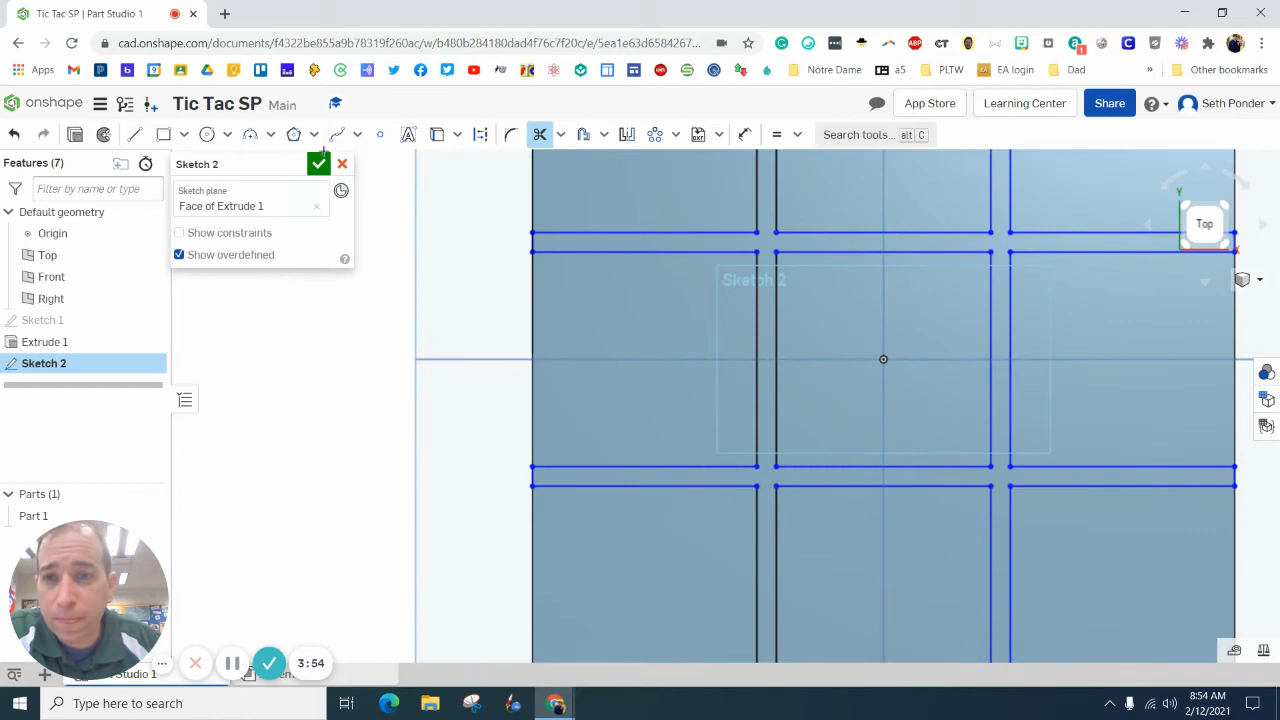 Tic Tac SP | Part Studio 1
cad.onshape.com/documents/f4322be855a9b78319f260ac/w/b480b284180dad4f76c7f20c/e/5ea1e63d6584267...
Apps
Notre Dame
a5
PLTW
EA login
Dad
»
Other bookmarks
onshape
Tic Tac SP Main
App Store
Learning Center
Share
Seth Ponder
Search tools... alt C
Features (7)
Filter by name or type
Default geometry
Origin
Top
Front
Right
Sketch 1
Extrude 1
Sketch 2
Parts (1)
Part 1
Sketch 2
Sketch plane
Face of Extrude 1
Show constraints
Show overdefined
Sketch 2
Y
Top
X
3:54
t Studio 1
Type here to search
8:54 AM
2/12/2021